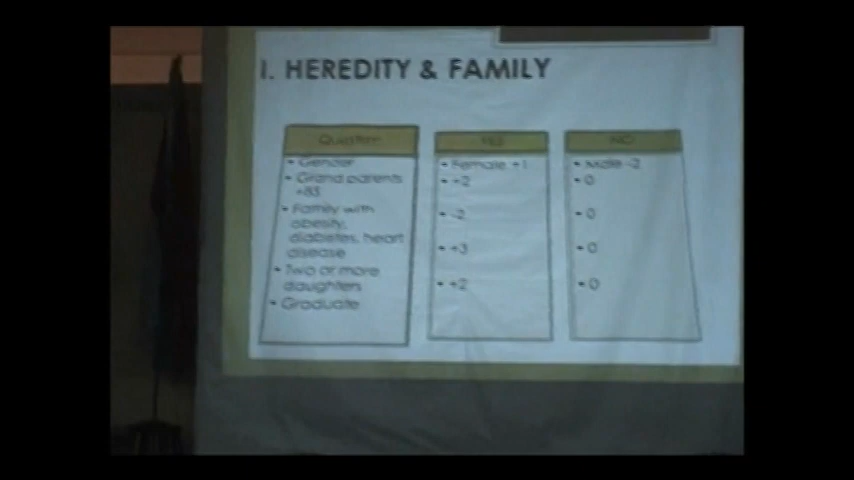 I. HEREDITY & FAMILY
Question
• Gender
• Grand parents
+85
• Family with
obesity,
diabetes, heart
disease
• Two or more
daughters
• Graduate
YES
• Female +1
• +2
• -2
• +3
• +2
NO
• Male -2
• 0
• 0
• 0
• 0